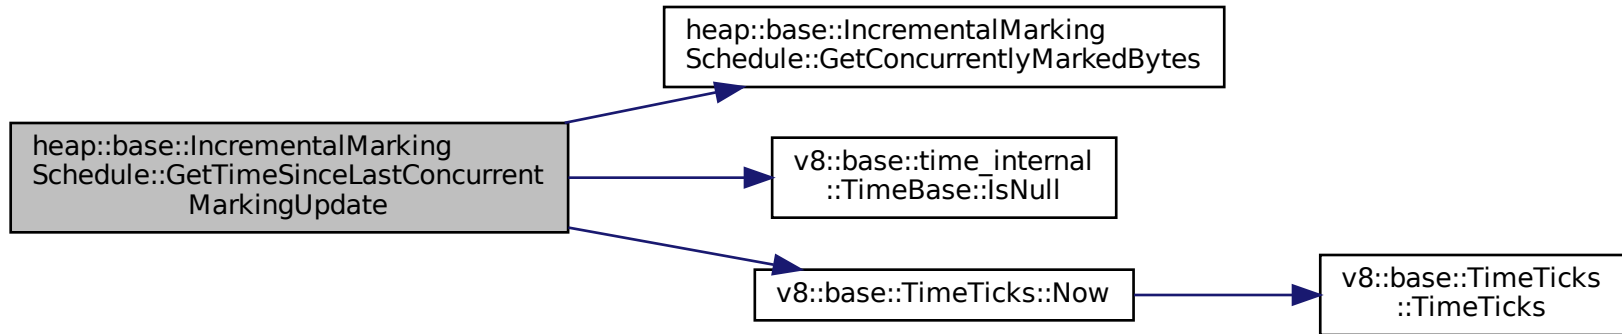 heap::base::IncrementalMarking
Schedule::GetConcurrentlyMarkedBytes
heap::base::IncrementalMarking
Schedule::GetTimeSinceLastConcurrent
MarkingUpdate
v8::base::time_internal
::TimeBase::IsNull
v8::base::TimeTicks::Now
v8::base::TimeTicks
::TimeTicks